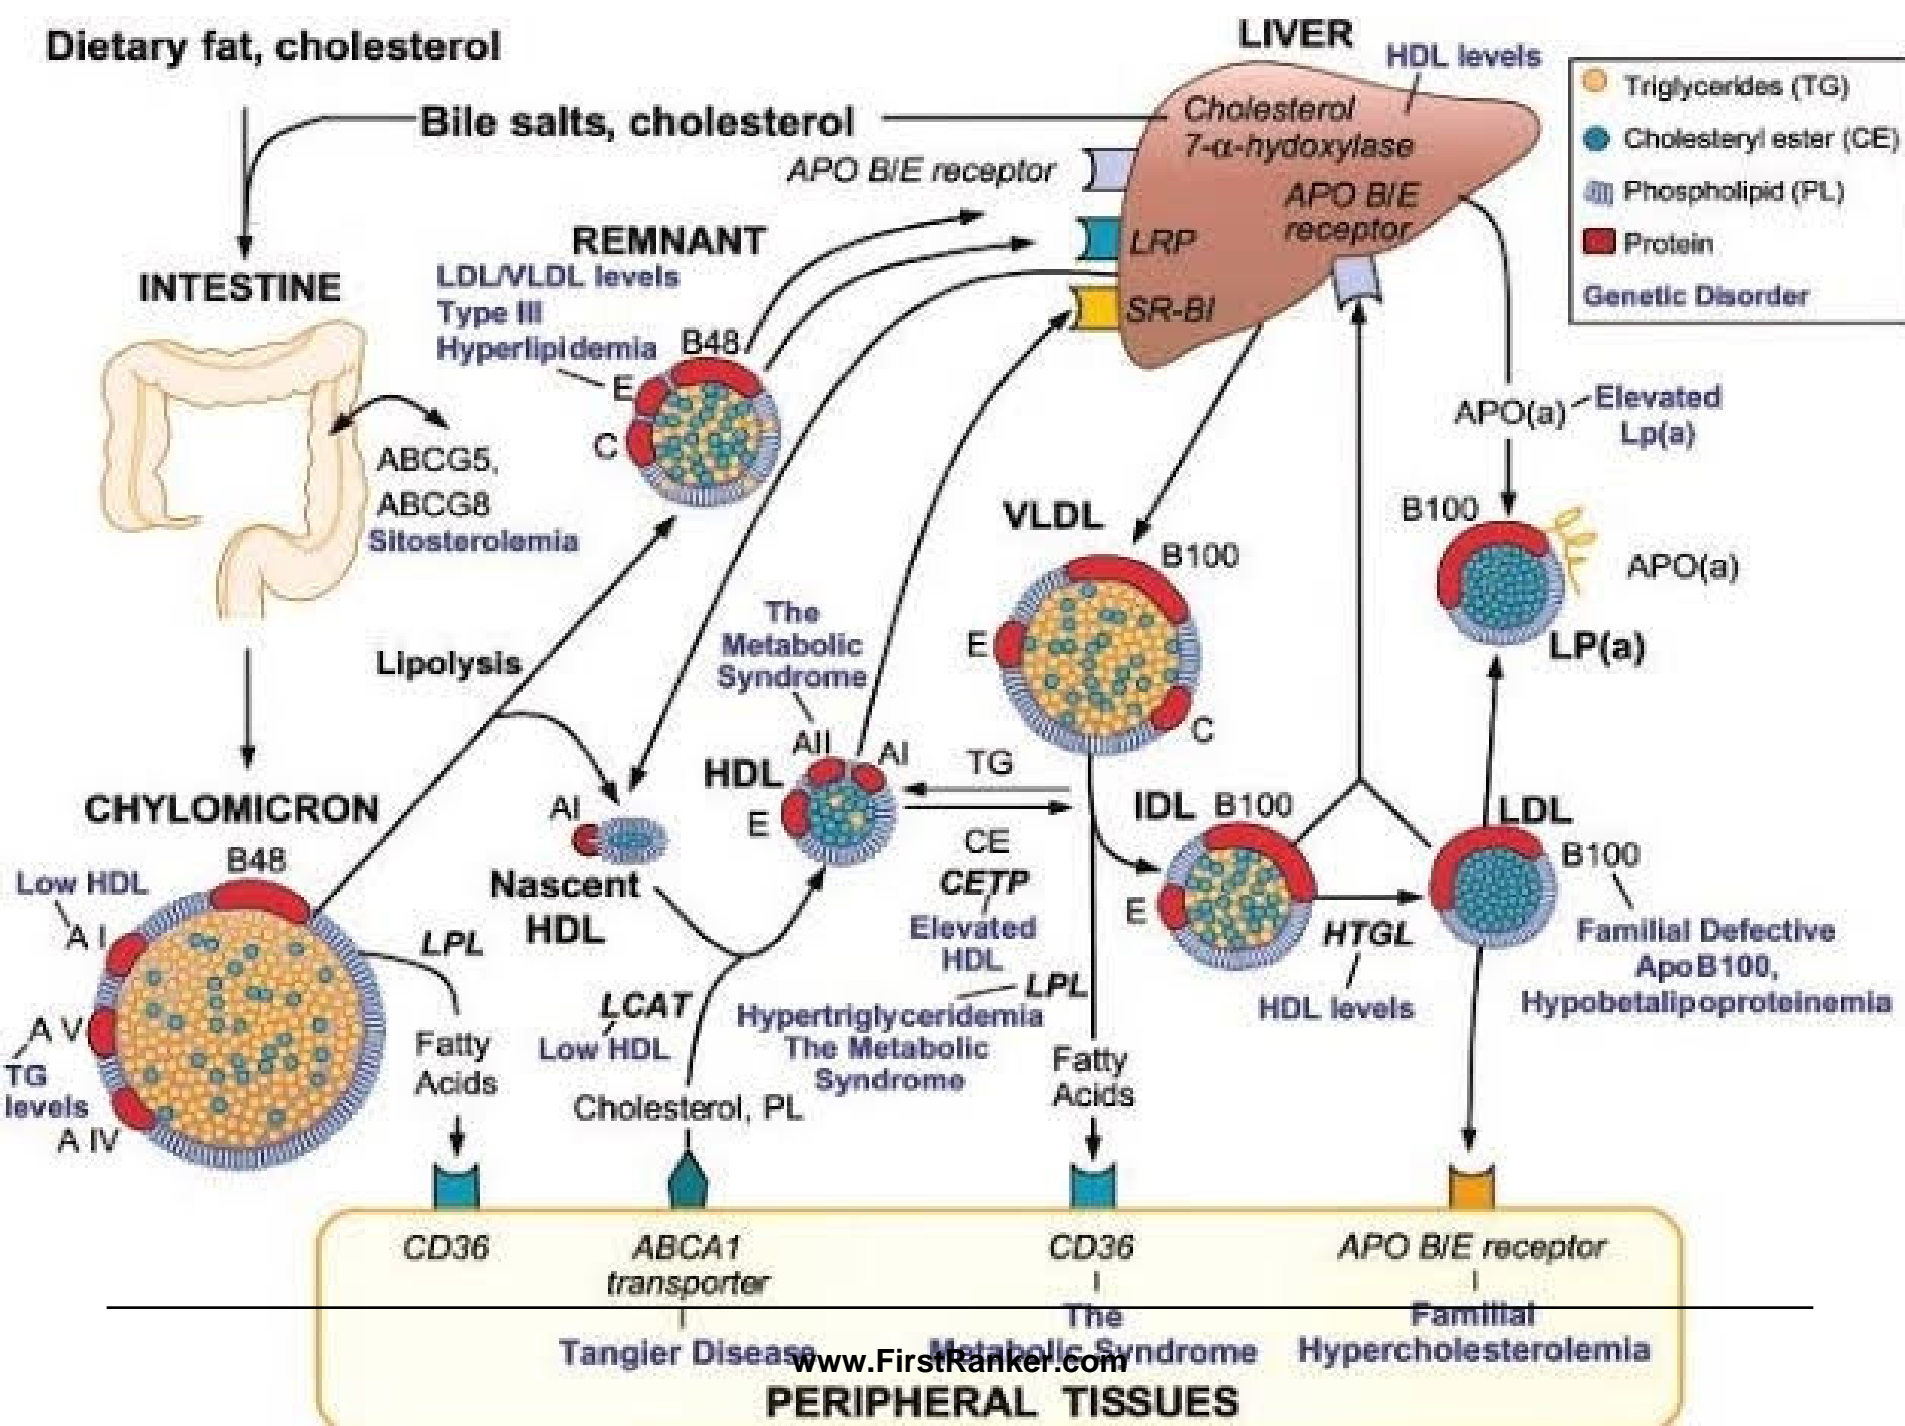 Dietary fat, cholesterol
LIVER
HDL levels
Bile salts, cholesterol
Cholesterol
7-α-hydoxylase
APO B/E receptor
APO B/E
receptor
LRP
SR-BI
Triglycerides (TG)
Cholesteryl ester (CE)
Phospholipid (PL)
Protein
Genetic Disorder
INTESTINE
REMNANT
LDL/VLDL levels
Type III
Hyperlipidemia
B48
E
C
ABCG5,
ABCG8
Sitosterolemia
APO(a)
Elevated
Lp(a)
B100
APO(a)
LP(a)
VLDL
B100
E
C
Lipolysis
The
Metabolic
Syndrome
AII
AI
HDL
E
TG
CE
CETP
Elevated
HDL
AI
Nascent
HDL
CHYLOMICRON
B48
Low HDL
A I
A V
TG
levels
A IV
LPL
Fatty
Acids
LCAT
Low HDL
Cholesterol, PL
LPL
Hypertriglyceridemia
The Metabolic
Syndrome
Fatty
Acids
IDL
B100
E
HTGL
HDL levels
LDL
B100
Familial Defective
ApoB100,
Hypobetalipoproteinemia
CD36
ABCA1
transporter
Tangier Disease
CD36
The
Metabolic Syndrome
APO B/E receptor
Familial
Hypercholesterolemia
www.FirstRanker.com
PERIPHERAL TISSUES